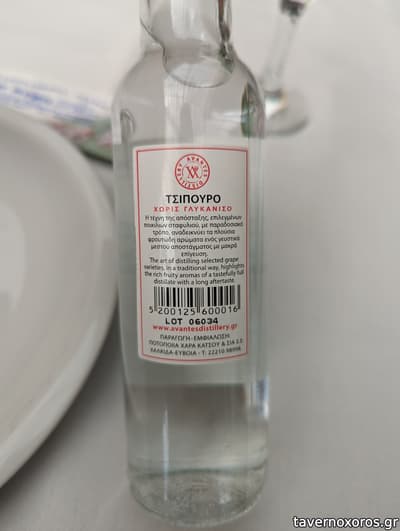 AVANTES DISTILLERY
ΤΣΙΠΟΥΡΟ
ΧΩΡΙΣ ΓΛΥΚΑΝΙΣΟ
Η τέχνη της απόσταξης, επιλεγμένων
ποικιλιών σταφυλιού, με παραδοσιακό
τρόπο, αναδεικνύει τα πλούσια
φρουτώδη αρώματα ενός γευστικά
μεστού αποστάγματος με μακρά
επίγευση.
The art of distilling selected grape
varieties, in a traditional way, highlights
the rich fruity aromas of a tastefully full
distillate with a long aftertaste.
5 200125 600016
LOT 06034
www.avantesdistillery.gr
ΠΑΡΑΓΩΓΗ-ΕΜΦΙΑΛΩΣΗ:
ΠΟΤΟΠΟΙΙΑ ΧΑΡΑ ΚΑΤΣΟΥ & ΣΙΑ Ε.Ε.
ΧΑΛΚΙΔΑ-ΕΥΒΟΙΑ - Τ: 22210 98998
tavernoxoros.gr